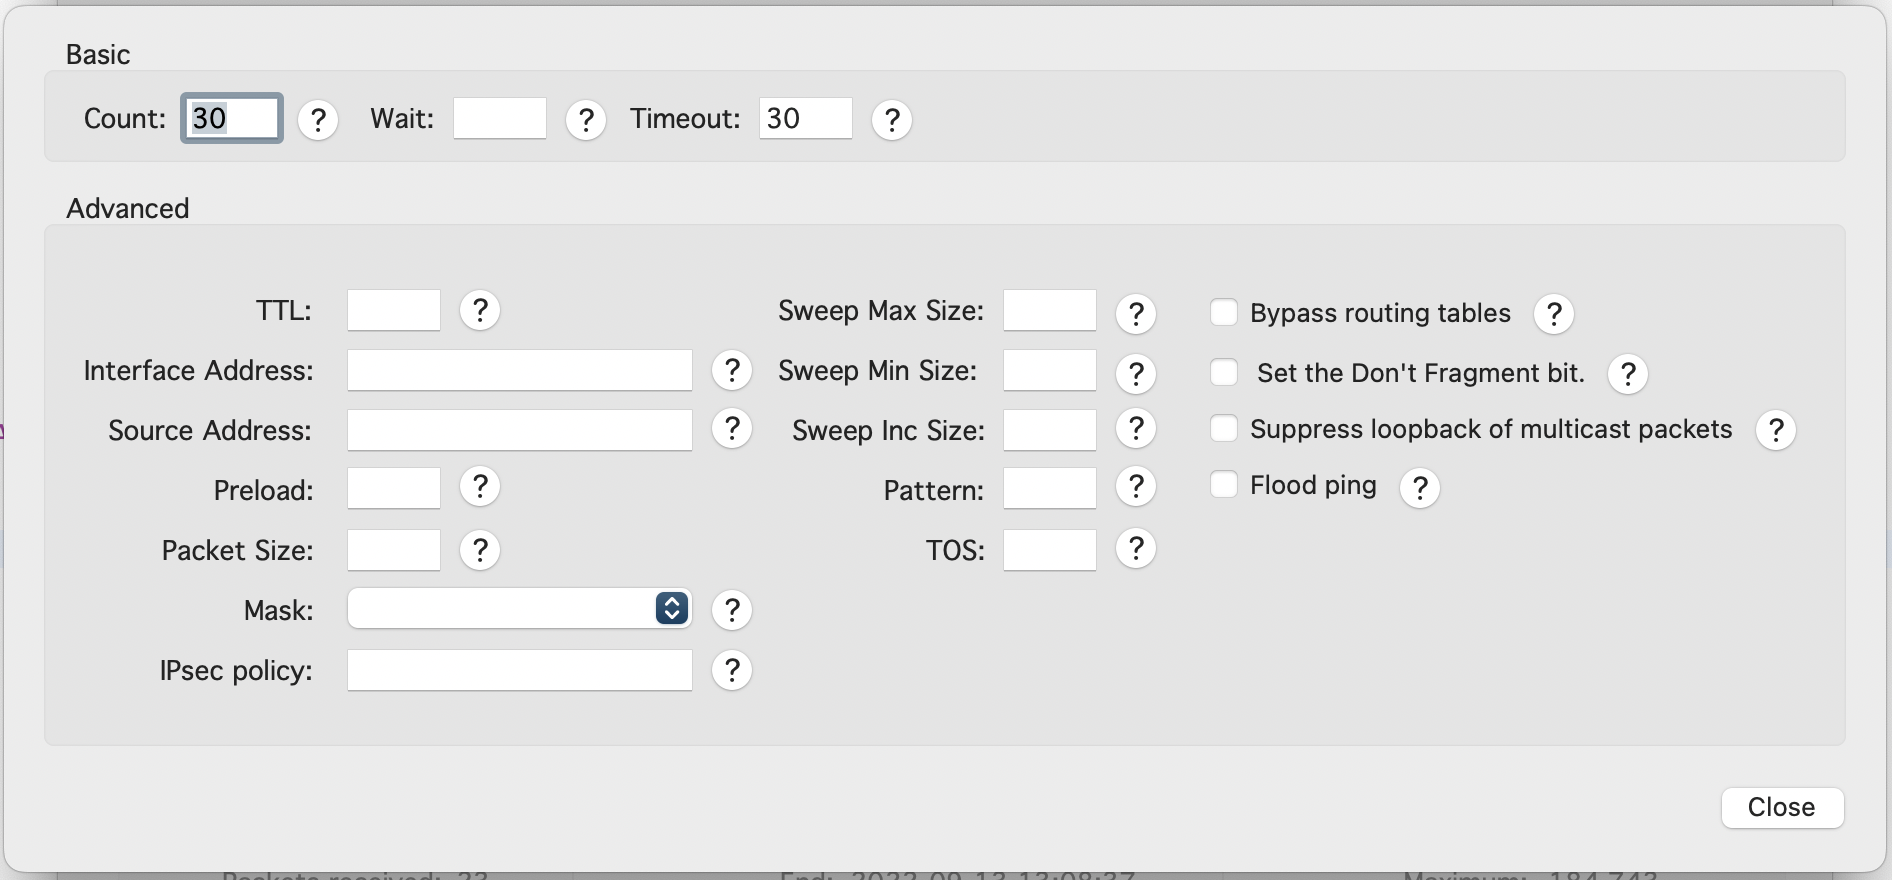 Basic
Count: 30 ? Wait: ? Timeout: 30 ?
Advanced
TTL: ? Sweep Max Size: ? Bypass routing tables ?
Interface Address: ? Sweep Min Size: ? Set the Don't Fragment bit. ?
Source Address: ? Sweep Inc Size: ? Suppress loopback of multicast packets ?
Preload: ? Pattern: ? Flood ping ?
Packet Size: ? TOS: ?
Mask: ?
IPsec policy: ?
Close